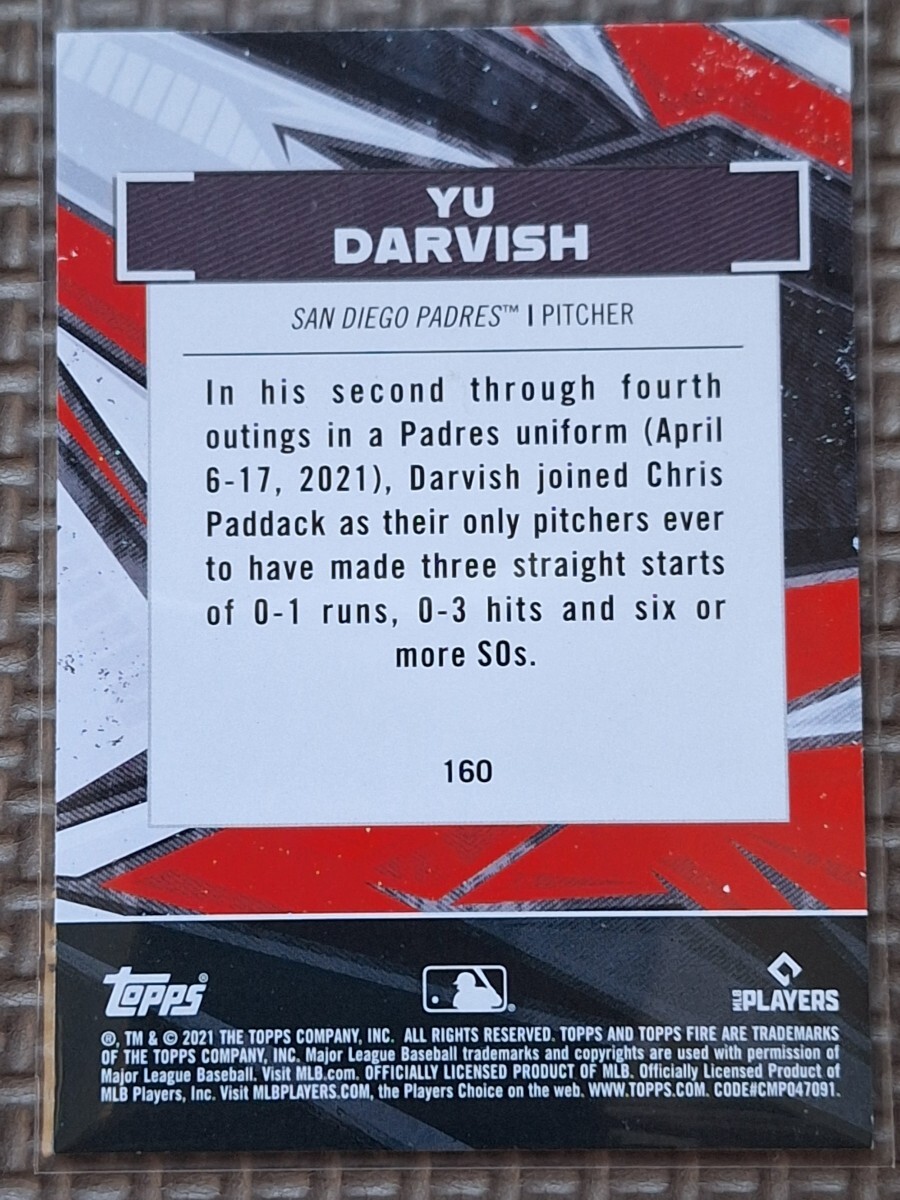 YU
DARVISH
SAN DIEGO PADRES™ | PITCHER
In his second through fourth
outings in a Padres uniform (April
6-17, 2021), Darvish joined Chris
Paddack as their only pitchers ever
to have made three straight starts
of 0-1 runs, 0-3 hits and six or
more SOs.
160
TOPPS®
MLB PLAYERS
®, TM & © 2021 THE TOPPS COMPANY, INC. ALL RIGHTS RESERVED. TOPPS AND TOPPS FIRE ARE TRADEMARKS
OF THE TOPPS COMPANY, INC. Major League Baseball trademarks and copyrights are used with permission of
Major League Baseball. Visit MLB.com. OFFICIALLY LICENSED PRODUCT OF MLB. Officially Licensed Product of
MLB Players, Inc. Visit MLBPLAYERS.COM, the Players Choice on the web. WWW.TOPPS.COM. CODE#CMP047091.